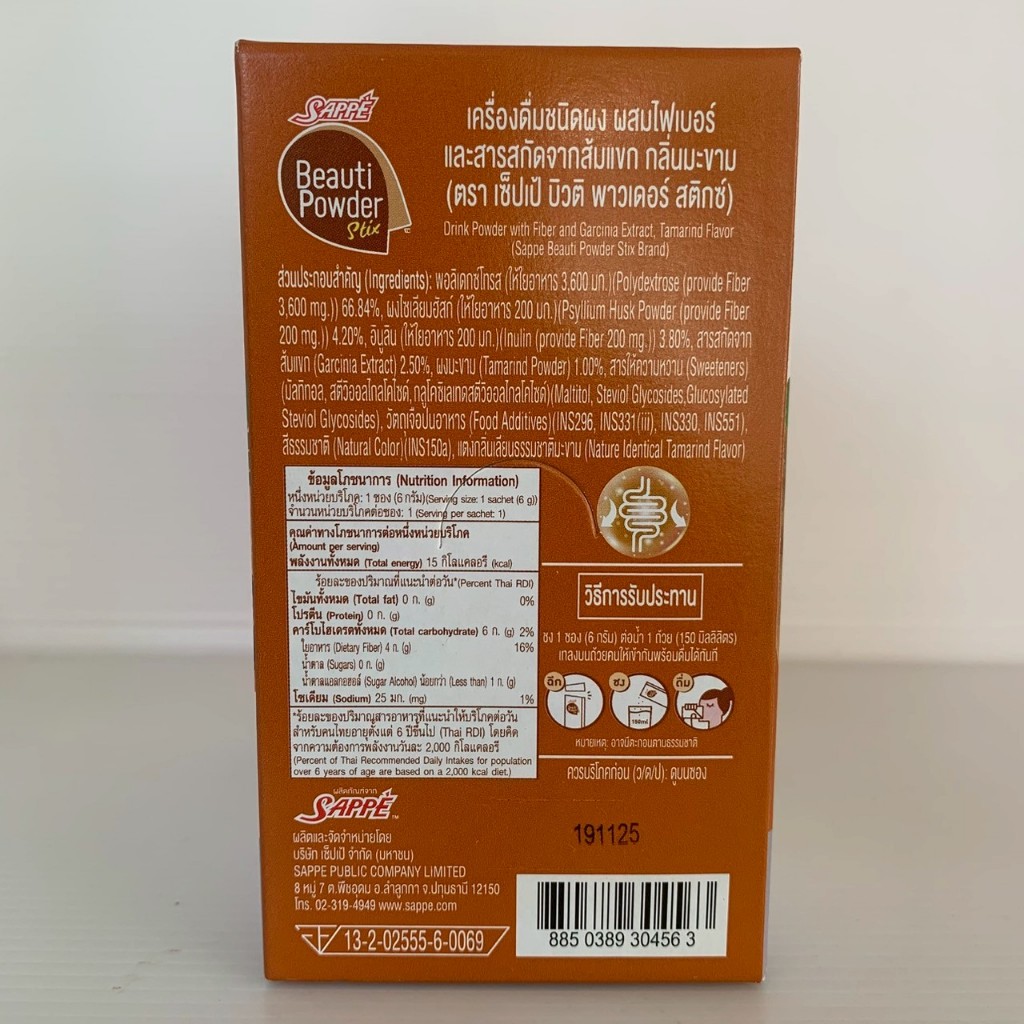 SAPPÉ
Beauti
Powder
Stix
เครื่องดื่มชนิดผง ผสมไฟเบอร์
และสารสกัดจากส้มแขก กลิ่นมะขาม
(ตรา เซ็ปเป้ บิวติ พาวเดอร์ สติกซ์)
Drink Powder with Fiber and Garcinia Extract, Tamarind Flavor
(Sappe Beauti Powder Stix Brand)
ส่วนประกอบสำคัญ (Ingredients): พอลิเดกซ์โทรส (ให้ใยอาหาร 3,600 มก.)(Polydextrose (provide Fiber
3,600 mg.)) 66.84%, ผงไซเลียมฮัสก์ (ให้ใยอาหาร 200 มก.)(Psyllium Husk Powder (provide Fiber
200 mg.)) 4.20%, อินูลิน (ให้ใยอาหาร 200 มก.)(Inulin (provide Fiber 200 mg.)) 3.80%, สารสกัดจาก
ส้มแขก (Garcinia Extract) 2.50%, ผงมะขาม (Tamarind Powder) 1.00%, สารให้ความหวาน (Sweeteners)
(มัลทิทอล, สตีวิออลไกลโคไซด์, กลูโคซิเลเทดสตีวิออลไกลโคไซด์)(Maltitol, Steviol Glycosides,Glucosylated
Steviol Glycosides), วัตถุเจือปนอาหาร (Food Additives)(INS296, INS331(iii), INS330, INS551),
สีธรรมชาติ (Natural Color)(INS150a), แต่งกลิ่นเลียนธรรมชาติมะขาม (Nature Identical Tamarind Flavor)
ข้อมูลโภชนาการ (Nutrition Information)
หนึ่งหน่วยบริโภค: 1 ซอง (6 กรัม)(Serving size: 1 sachet (6 g))
จำนวนหน่วยบริโภคต่อซอง: 1 (Serving per sachet: 1)
คุณค่าทางโภชนาการต่อหนึ่งหน่วยบริโภค
(Amount per serving)
พลังงานทั้งหมด (Total energy) 15 กิโลแคลอรี (kcal)
ร้อยละของปริมาณที่แนะนำต่อวัน*(Percent Thai RDI)
ไขมันทั้งหมด (Total fat) 0 ก. (g) 0%
โปรตีน (Protein) 0 ก. (g)
คาร์โบไฮเดรตทั้งหมด (Total carbohydrate) 6 ก. (g) 2%
ใยอาหาร (Dietary Fiber) 4 ก. (g) 16%
น้ำตาล (Sugars) 0 ก. (g)
น้ำตาลแอลกอฮอล์ (Sugar Alcohol) น้อยกว่า (Less than) 1 ก. (g)
โซเดียม (Sodium) 25 มก. (mg) 1%
*ร้อยละของปริมาณสารอาหารที่แนะนำให้บริโภคต่อวัน
สำหรับคนไทยอายุตั้งแต่ 6 ปีขึ้นไป (Thai RDI) โดยคิด
จากความต้องการพลังงานวันละ 2,000 กิโลแคลอรี
(Percent of Thai Recommended Daily Intakes for population
over 6 years of age are based on a 2,000 kcal diet.)
วิธีการรับประทาน
ชง 1 ซอง (6 กรัม) ต่อน้ำ 1 ถ้วย (150 มิลลิลิตร)
เทลงบนถ้วยคนให้เข้ากันพร้อมดื่มได้ทันที
ฉีก
ชง
ดื่ม
150ml
หมายเหตุ: อาจมีตะกอนตามธรรมชาติ
ควรบริโภคก่อน (ว/ด/ป): ดูบนซอง
ผลิตภัณฑ์จาก
SAPPÉ
TM
ผลิตและจัดจำหน่ายโดย
บริษัท เซ็ปเป้ จำกัด (มหาชน)
SAPPE PUBLIC COMPANY LIMITED
8 หมู่ 7 ต.พืชอุดม อ.ลำลูกกา จ.ปทุมธานี 12150
โทร. 02-319-4949 www.sappe.com
13-2-02555-6-0069
191125
885 0389 30456 3